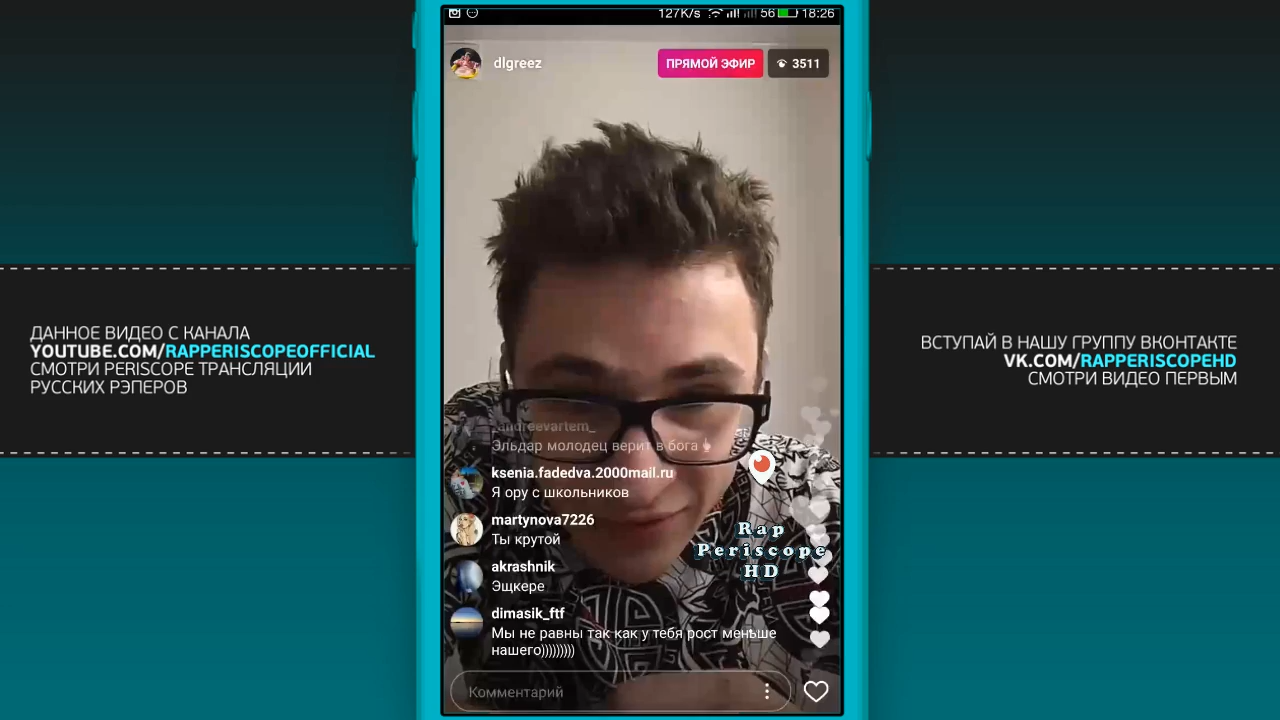 127K/s 56 18:26
dlgreez
ПРЯМОЙ ЭФИР
3511
ДАННОЕ ВИДЕО С КАНАЛА
YOUTUBE.COM/RAPPERISCOPEOFFICIAL
СМОТРИ PERISCOPE ТРАНСЛЯЦИИ
РУССКИХ РЭПЕРОВ
ВСТУПАЙ В НАШУ ГРУППУ ВКОНТАКТЕ
VK.COM/RAPPERISCOPEHD
СМОТРИ ВИДЕО ПЕРВЫМ
_andreevartem_
Эльдар молодец верит в бога
ksenia.fadedva.2000mail.ru
Я ору с школьников
martynova7226
Ты крутой
akrashnik
Эщкере
dimasik_ftf
Мы не равны так как у тебя рост меньше
нашего)))))))))
Rap
Periscope
HD
Комментарий